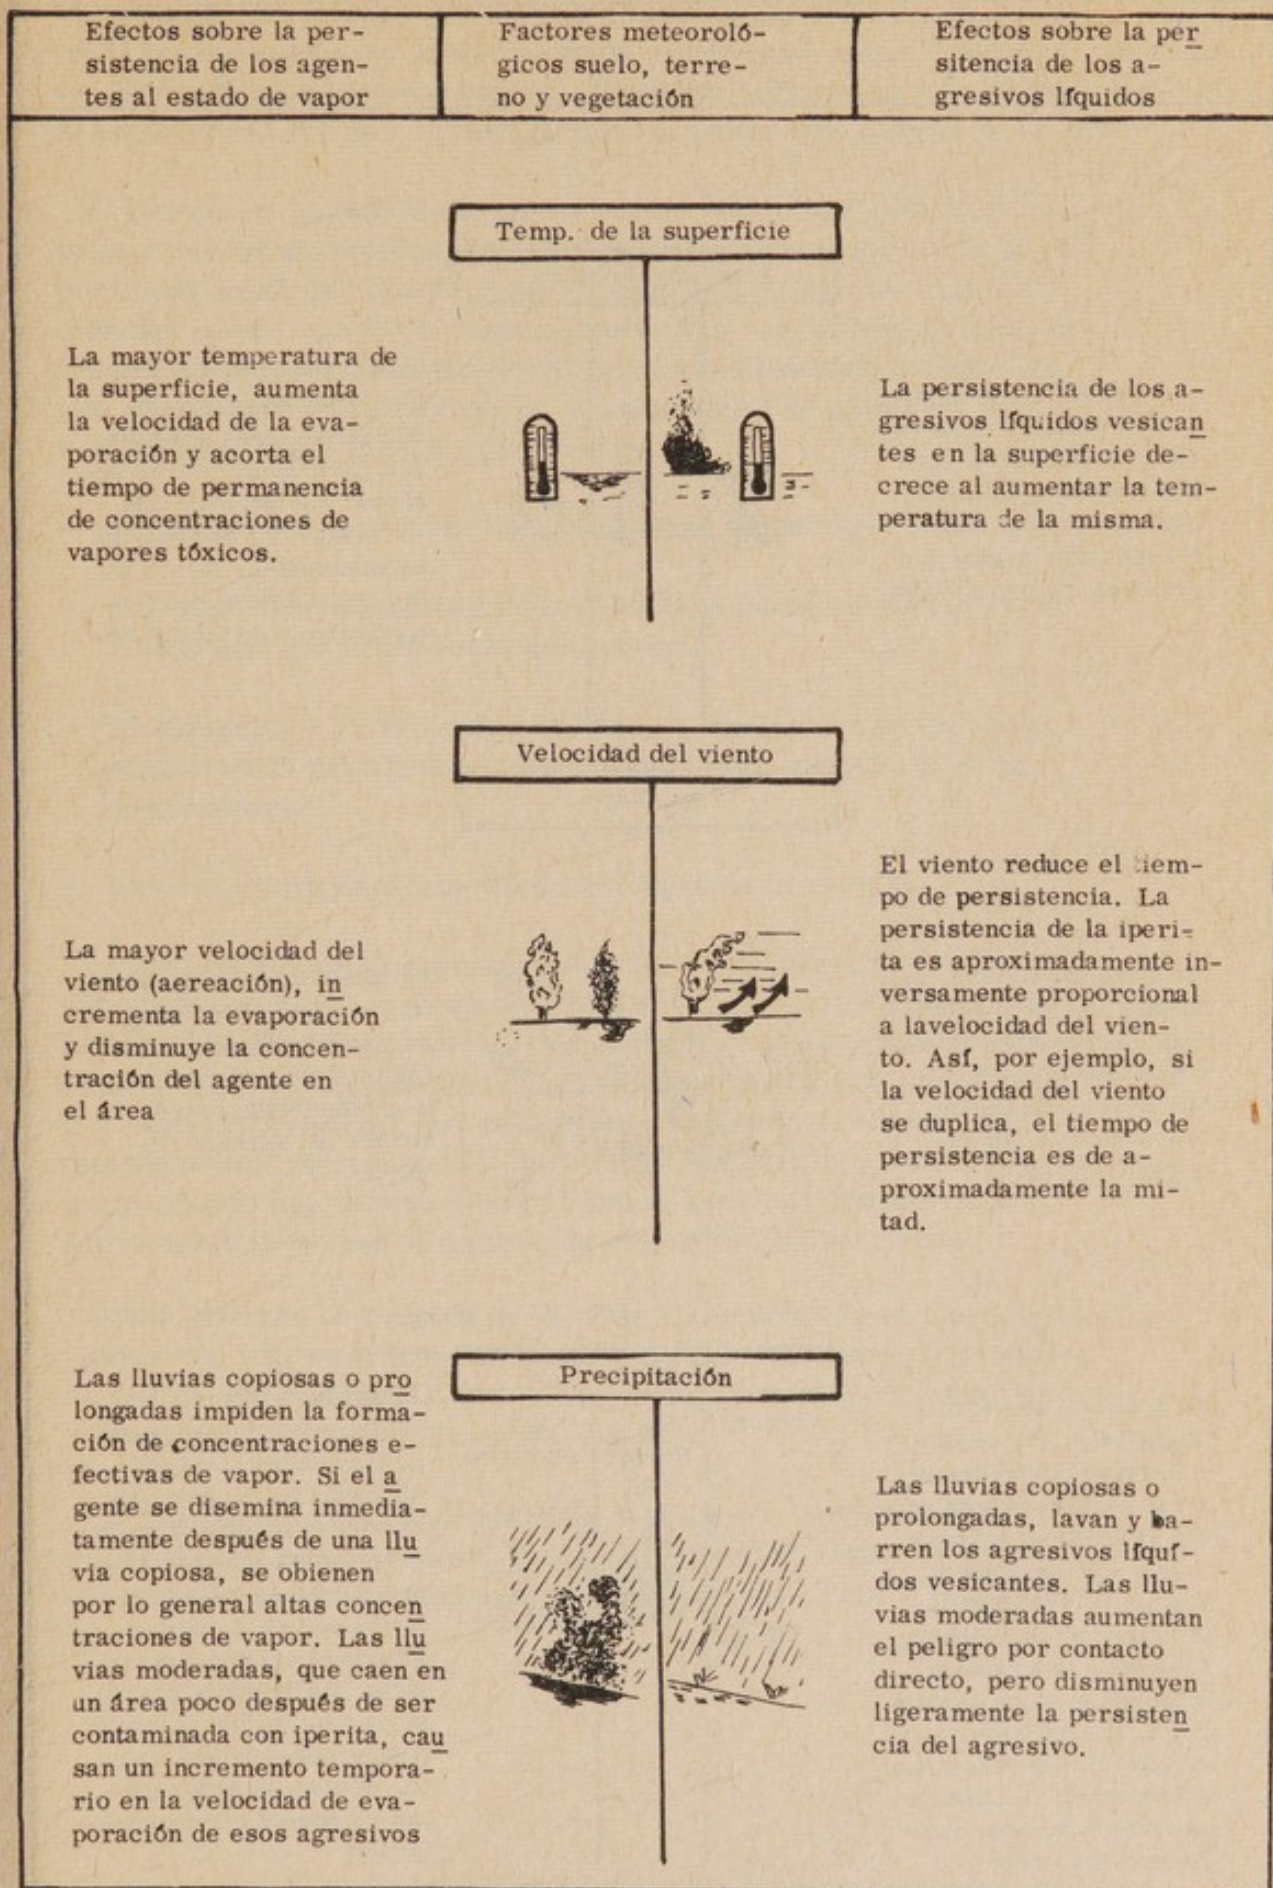 Efectos sobre la per-
sistencia de los agen-
tes al estado de vapor
Factores meteoroló-
gicos suelo, terre-
no y vegetación
Efectos sobre la per
sitencia de los a-
gresivos líquidos
Temp. de la superficie
La mayor temperatura de
la superficie, aumenta
la velocidad de la eva-
poración y acorta el
tiempo de permanencia
de concentraciones de
vapores tóxicos.
La persistencia de los a-
gresivos líquidos vesican
tes en la superficie de-
crece al aumentar la tem-
peratura de la misma.
Velocidad del viento
La mayor velocidad del
viento (aereación), in
crementa la evaporación
y disminuye la concen-
tración del agente en
el área
El viento reduce el tiem-
po de persistencia. La
persistencia de la iperi-
ta es aproximadamente in-
versamente proporcional
a lavelocidad del vien-
to. Así, por ejemplo, si
la velocidad del viento
se duplica, el tiempo de
persistencia es de a-
proximadamente la mi-
tad.
Precipitación
Las lluvias copiosas o pro
longadas impiden la forma-
ción de concentraciones e-
fectivas de vapor. Si el a
gente se disemina inmedia-
tamente después de una llu
via copiosa, se obienen
por lo general altas concen
traciones de vapor. Las llu
vias moderadas, que caen en
un área poco después de ser
contaminada con iperita, cau
san un incremento tempora-
rio en la velocidad de eva-
poración de esos agresivos
Las lluvias copiosas o
prolongadas, lavan y ba-
rren los agresivos líquí-
dos vesicantes. Las llu-
vias moderadas aumentan
el peligro por contacto
directo, pero disminuyen
ligeramente la persisten
cia del agresivo.